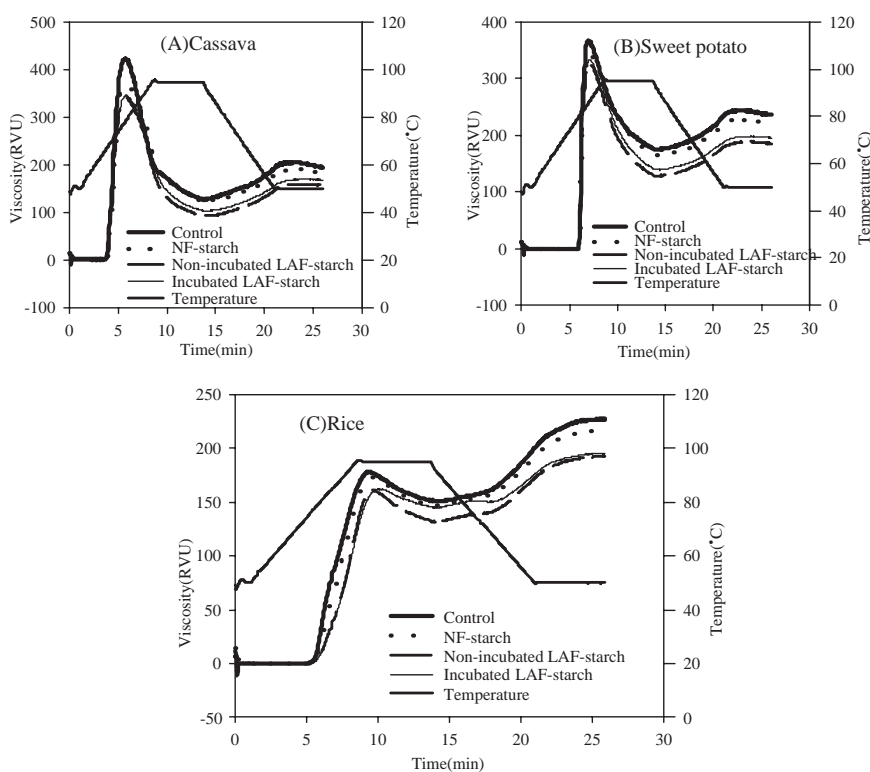 (A)Cassava
500
400
300
200
100
0
-100
Viscosity(RVU)
120
100
80
60
40
20
0
Temperature(°C)
Control
NF-starch
Non-incubated LAF-starch
Incubated LAF-starch
Temperature
0 5 10 15 20 25 30
Time(min)
(B)Sweet potato
400
300
200
100
0
-100
Viscosity(RVU)
120
100
80
60
40
20
0
Temperature(°C)
Control
NF-starch
Non-incubated LAF-starch
Incubated LAF-starch
Temperature
0 5 10 15 20 25 30
Time(min)
(C)Rice
250
200
150
100
50
0
-50
Viscosity(RVU)
120
100
80
60
40
20
0
Temperature(°C)
Control
NF-starch
Non-incubated LAF-starch
Incubated LAF-starch
Temperature
0 5 10 15 20 25 30
Time(min)